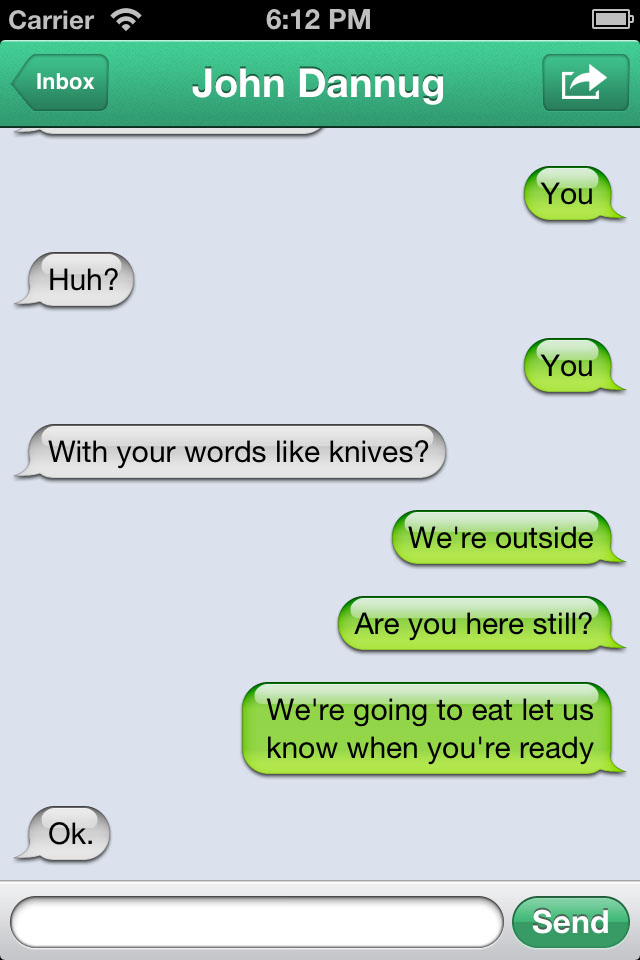 Carrier 6:12 PM
Inbox John Dannug
You
Huh?
You
With your words like knives?
We're outside
Are you here still?
We're going to eat let us
know when you're ready
Ok.
Send